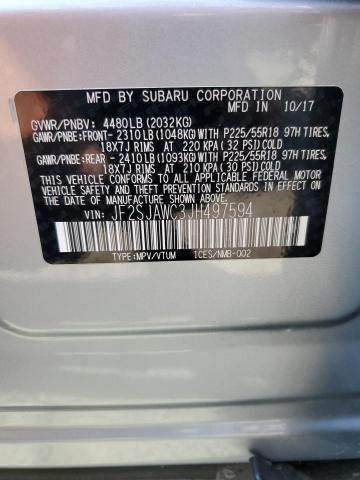 MFD BY SUBARU CORPORATION
MADE IN 10/17
GVWR/PNBV: 4480LB (2032KG)
GAWR/PNBE:FRONT-2310LB(1048KG)WITH P225/55R18 97H TIRES,
18X7J RIMS AT 220 KPA(32 PSI)COLD
GAWR/PNBE:REAR -2410LB(1093KG)WITH P225/55R18 97H TIRES,
18X7J RIMS AT 210 KPA(30 PSI)COLD
THIS VEHICLE CONFORMS TO ALL APPLICABLE FEDERAL MOTOR
VEHICLE SAFETY BUMPER, AND THEFT PREVENTION STANDARDS
IN EFFECT ON THE DATE OF MANUFACTURE SHOWN ABOVE.
VIN: JF2SJAWC3JH497594
TYPE:MPV/VTUM ICES/NMB-002